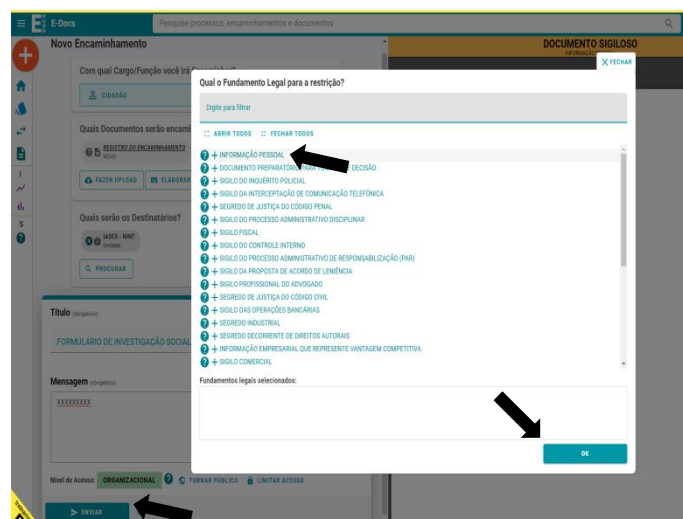 E-Docs
Pesquise processos, encaminhamentos e documentos
Novo Encaminhamento
DOCUMENTO SIGILOSO
X FECHAR
Com qual Cargo/Função você irá
CIDADÃO
Quais Documentos serão encami
REGISTRO DO ENCAMINHAMENTO
NOVO
FAZER UPLOAD
ELABORAR
Quais serão os Destinatários?
IASES - MNT
Unidade
PROCURAR
Título (obrigatório)
FORMULÁRIO DE INVESTIGAÇÃO SOCIAL
Mensagem (obrigatório)
XXXXXXXXX
Nível de Acesso: ORGANIZACIONAL ? TORNAR PÚBLICO LIMITAR ACESSO
ENVIAR
Qual o Fundamento Legal para a restrição?
Digite para filtrar
ABRIR TODOS FECHAR TODOS
? + INFORMAÇÃO PESSOAL
? + DOCUMENTO PREPARATÓRIO DECISÃO
? + SIGILO DO INQUÉRITO POLICIAL
? + SIGILO DA INTERCEPTAÇÃO DE COMUNICAÇÃO TELEFÔNICA
? + SEGREDO DE JUSTIÇA DO CÓDIGO PENAL
? + SIGILO DO PROCESSO ADMINISTRATIVO DISCIPLINAR
? + SIGILO FISCAL
? + SIGILO DO CONTROLE INTERNO
? + SIGILO DO PROCESSO ADMINISTRATIVO DE RESPONSABILIZAÇÃO (PAR)
? + SIGILO DA PROPOSTA DE ACORDO DE LENIÊNCIA
? + SIGILO PROFISSIONAL DO ADVOGADO
? + SEGREDO DE JUSTIÇA DO CÓDIGO CIVIL
? + SIGILO DAS OPERAÇÕES BANCÁRIAS
? + SEGREDO INDUSTRIAL
? + SEGREDO DECORRENTE DE DIREITOS AUTORAIS
? + INFORMAÇÃO EMPRESARIAL QUE REPRESENTE VANTAGEM COMPETITIVA
? + SIGILO COMERCIAL
Fundamentos legais selecionados:
OK